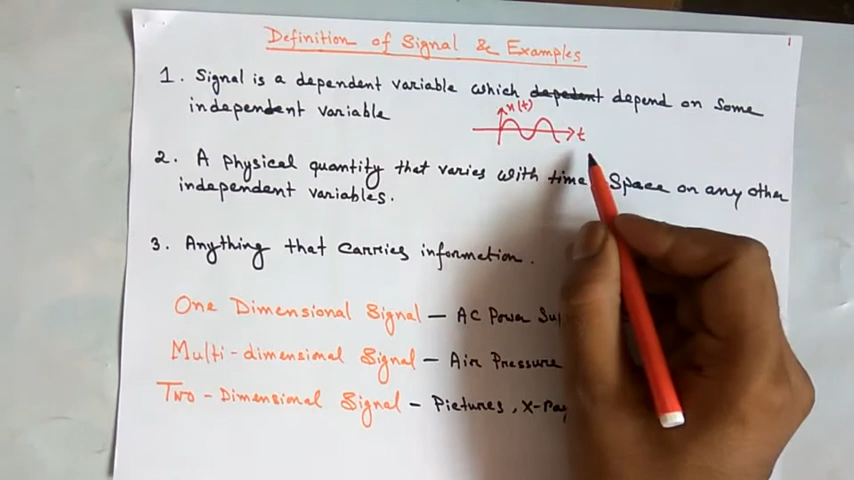 Definition of Signal & Examples
1
1. Signal is a dependent variable which depedent depend on some
independent variable
x(t)
t
2. A Physical quantity that varies with time Space or any other
independent variables.
3. Anything that carries information.
One Dimensional Signal — AC Power
Multi-dimensional Signal — Air Pressure
Two-Dimensional Signal — Pictures, X-Ray